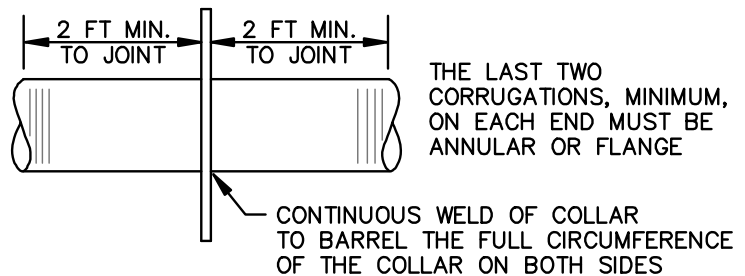 2 FT MIN.
TO JOINT
2 FT MIN.
TO JOINT
THE LAST TWO
CORRUGATIONS, MINIMUM,
ON EACH END MUST BE
ANNULAR OR FLANGE
CONTINUOUS WELD OF COLLAR
TO BARREL THE FULL CIRCUMFERENCE
OF THE COLLAR ON BOTH SIDES